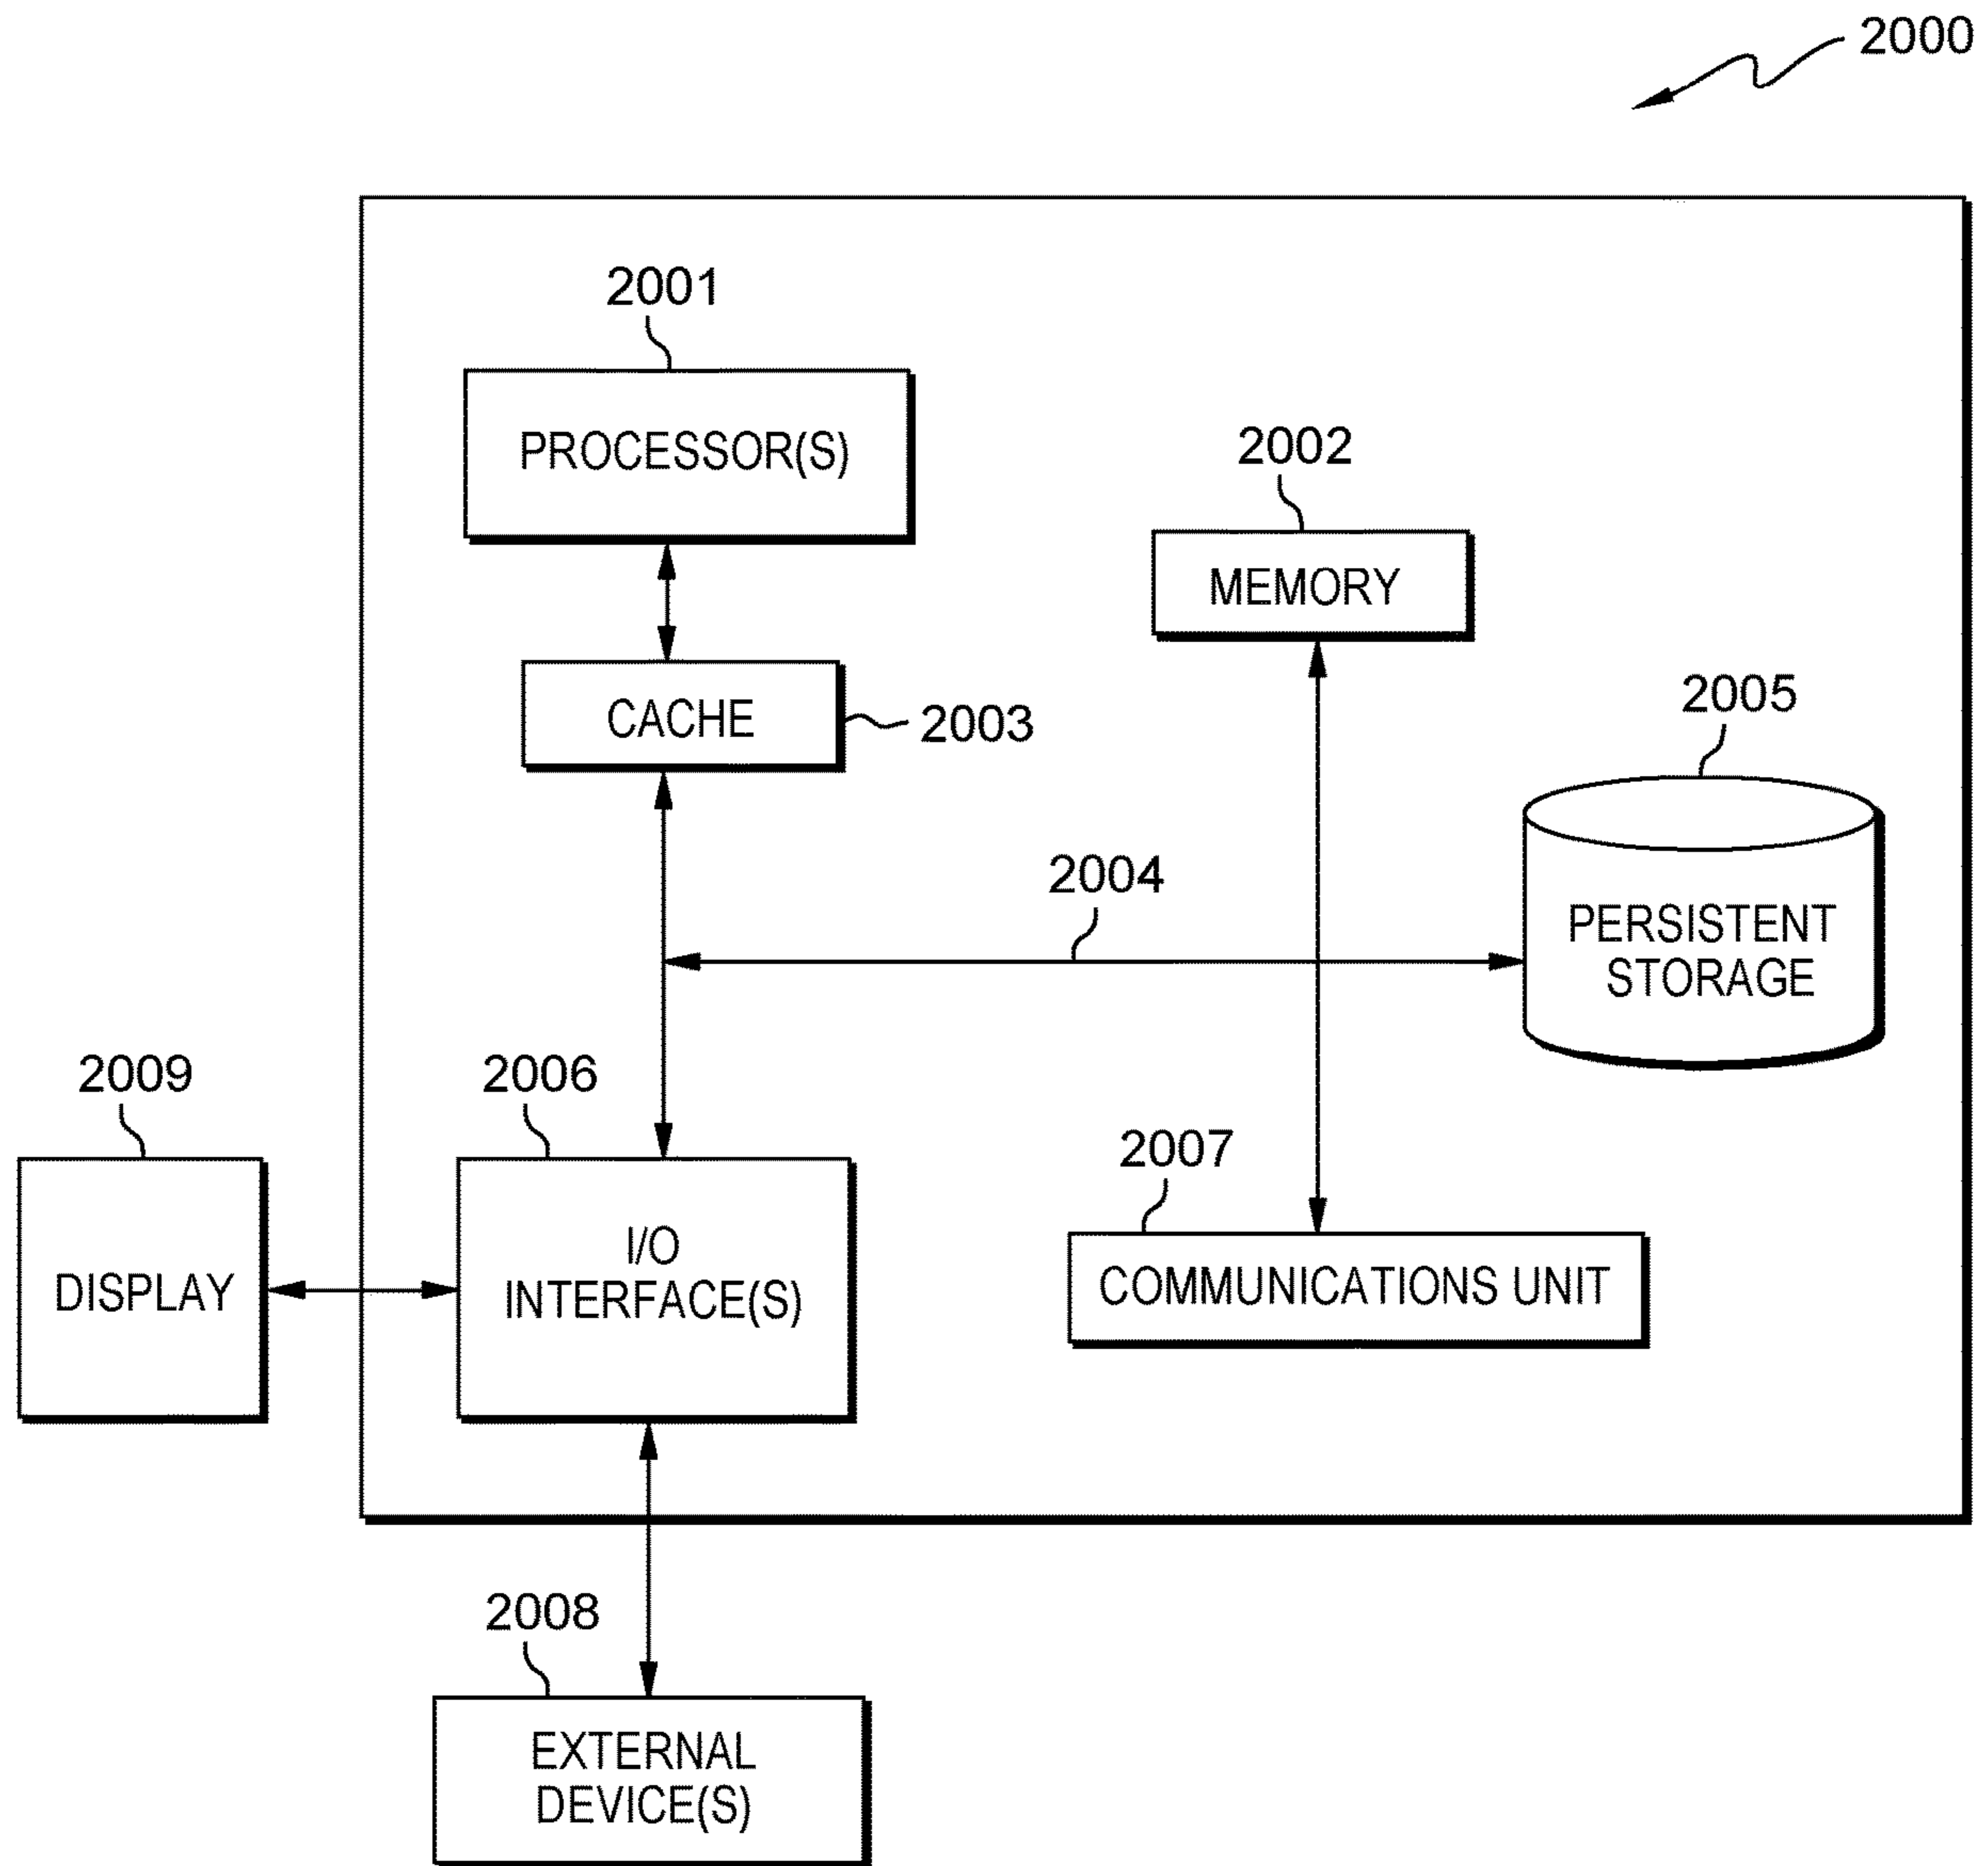 2000
2001
PROCESSOR(S)
2002
MEMORY
CACHE
2003
2005
PERSISTENT
STORAGE
2004
2009
DISPLAY
2006
I/O
INTERFACE(S)
2007
COMMUNICATIONS UNIT
2008
EXTERNAL
DEVICE(S)